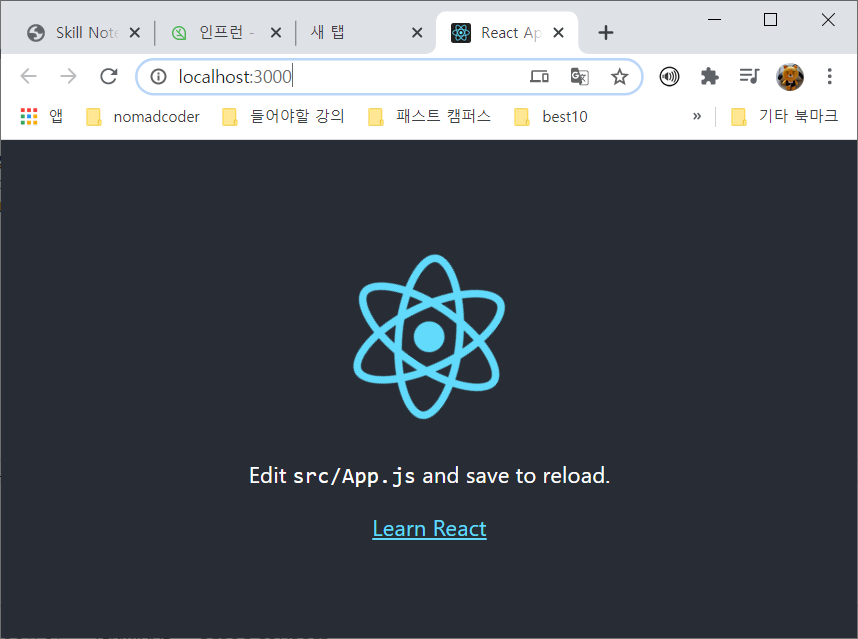 Skill Note
인프런 -
새 탭
React Ap
localhost:3000
앱 nomadcoder 들어야할 강의 패스트 캠퍼스 best10 » 기타 북마크
Edit src/App.js and save to reload.
Learn React